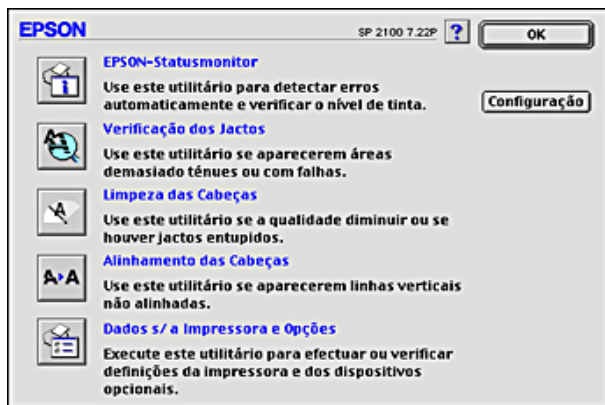 EPSON SP 2100 7.22P ? OK
EPSON-Statusmonitor
Use este utilitário para detectar erros
automaticamente e verificar o nível de tinta.
Configuração
Verificação dos Jactos
Use este utilitário se aparecerem áreas
demasiado ténues ou com falhas.
Limpeza das Cabeças
Use este utilitário se a qualidade diminuir ou se
houver jactos entupidos.
Alinhamento das Cabeças
Use este utilitário se aparecerem linhas verticais
não alinhadas.
Dados s/ a Impressora e Opções
Execute este utilitário para efectuar ou verificar
definições da impressora e dos dispositivos
opcionais.